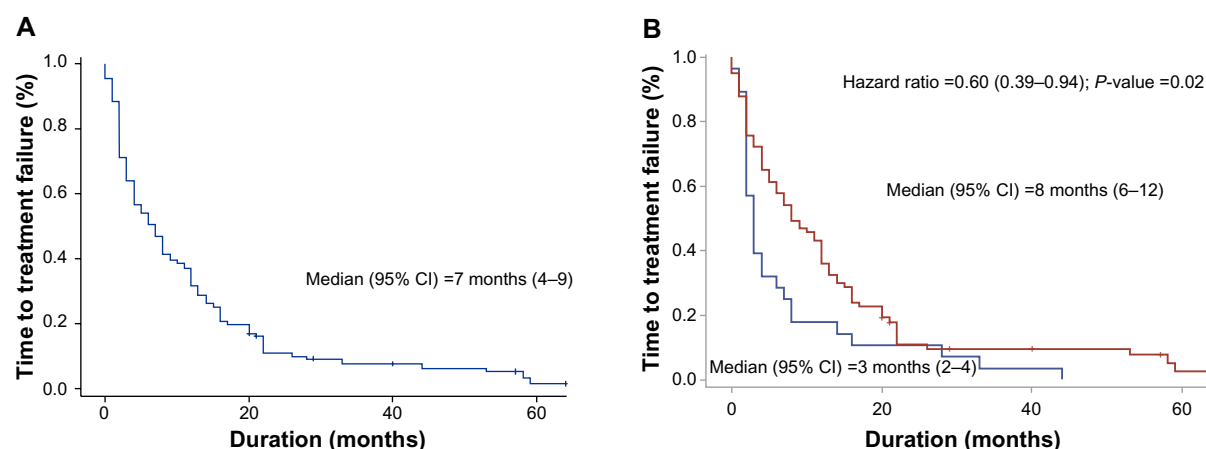 A
Time to treatment failure (%)
1.0
0.8
0.6
0.4
0.2
0.0
Median (95% CI) =7 months (4–9)
0 20 40 60
Duration (months)
B
Time to treatment failure (%)
1.0
0.8
0.6
0.4
0.2
0.0
Hazard ratio =0.60 (0.39–0.94); P-value =0.02
Median (95% CI) =8 months (6–12)
Median (95% CI) =3 months (2–4)
0 20 40 60
Duration (months)